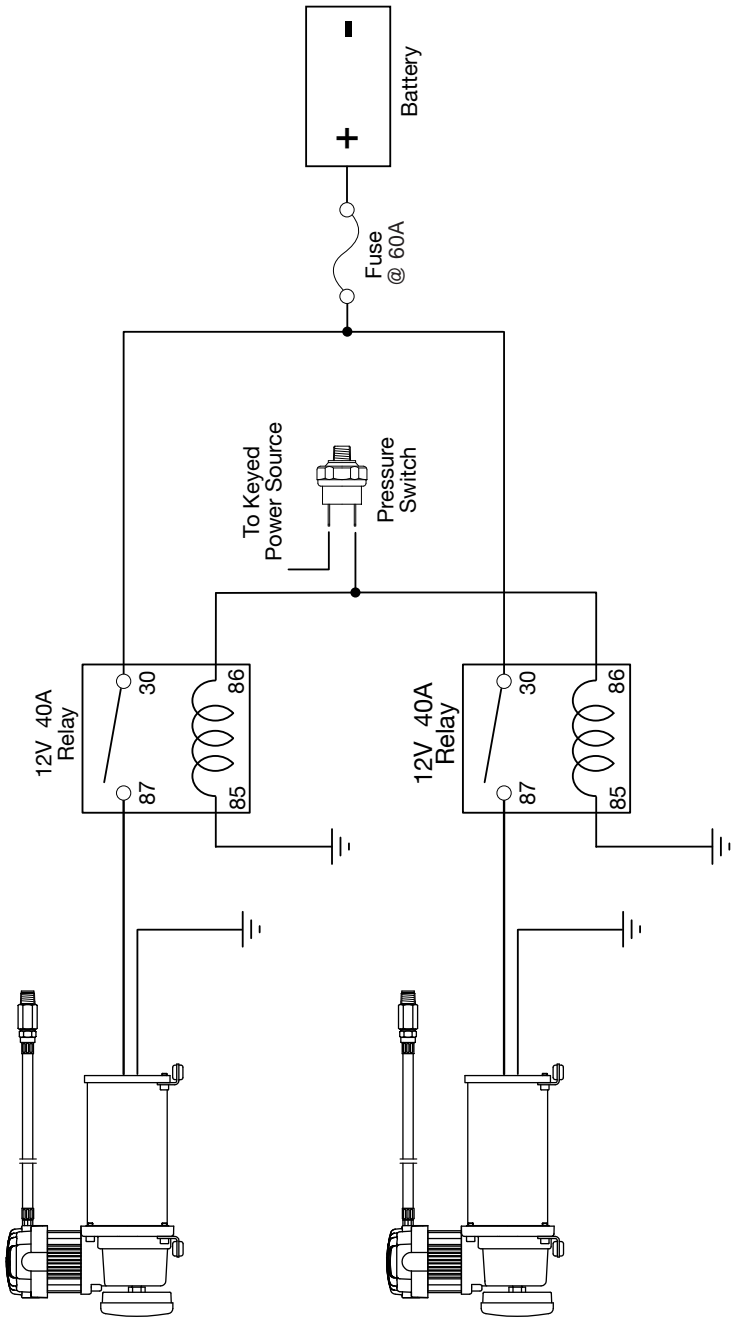 12V 40A
Relay
30
87
86
85
To Keyed
Power Source
Pressure
Switch
Fuse
@ 60A
-
+
Battery
12V 40A
Relay
30
87
86
85